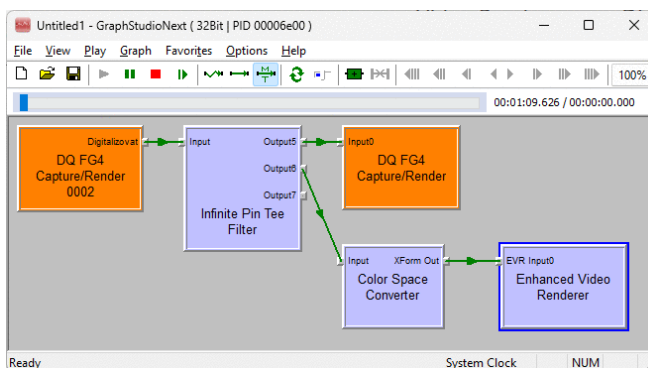 Untitled1 - GraphStudioNext ( 32Bit | PID 00006e00 )
File View Play Graph Favorites Options Help
100%
00:01:09.626 / 00:00:00.000
Digitalizovat
DQ FG4
Capture/Render
0002
Input Output5
Output6
Output7
Infinite Pin Tee
Filter
Input0
DQ FG4
Capture/Render
Input XForm Out
Color Space
Converter
EVR Input0
Enhanced Video
Renderer
Ready System Clock NUM